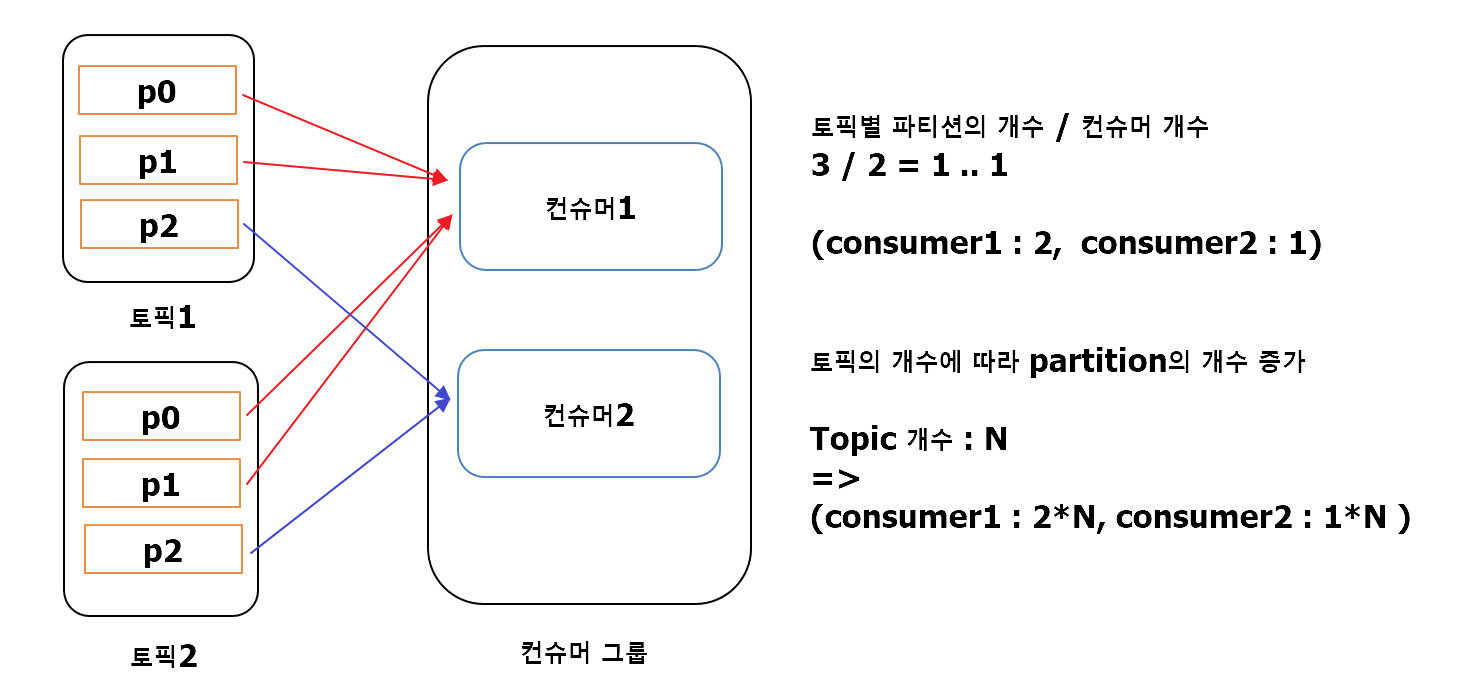 p0
p1
p2
토픽1
p0
p1
p2
토픽2
컨슈머1
컨슈머2
컨슈머 그룹
토픽별 파티션의 개수 / 컨슈머 개수
3 / 2 = 1 .. 1
(consumer1 : 2,  consumer2 : 1)
토픽의 개수에 따라 partition의 개수 증가
Topic 개수 : N
=>
(consumer1 : 2*N, consumer2 : 1*N )